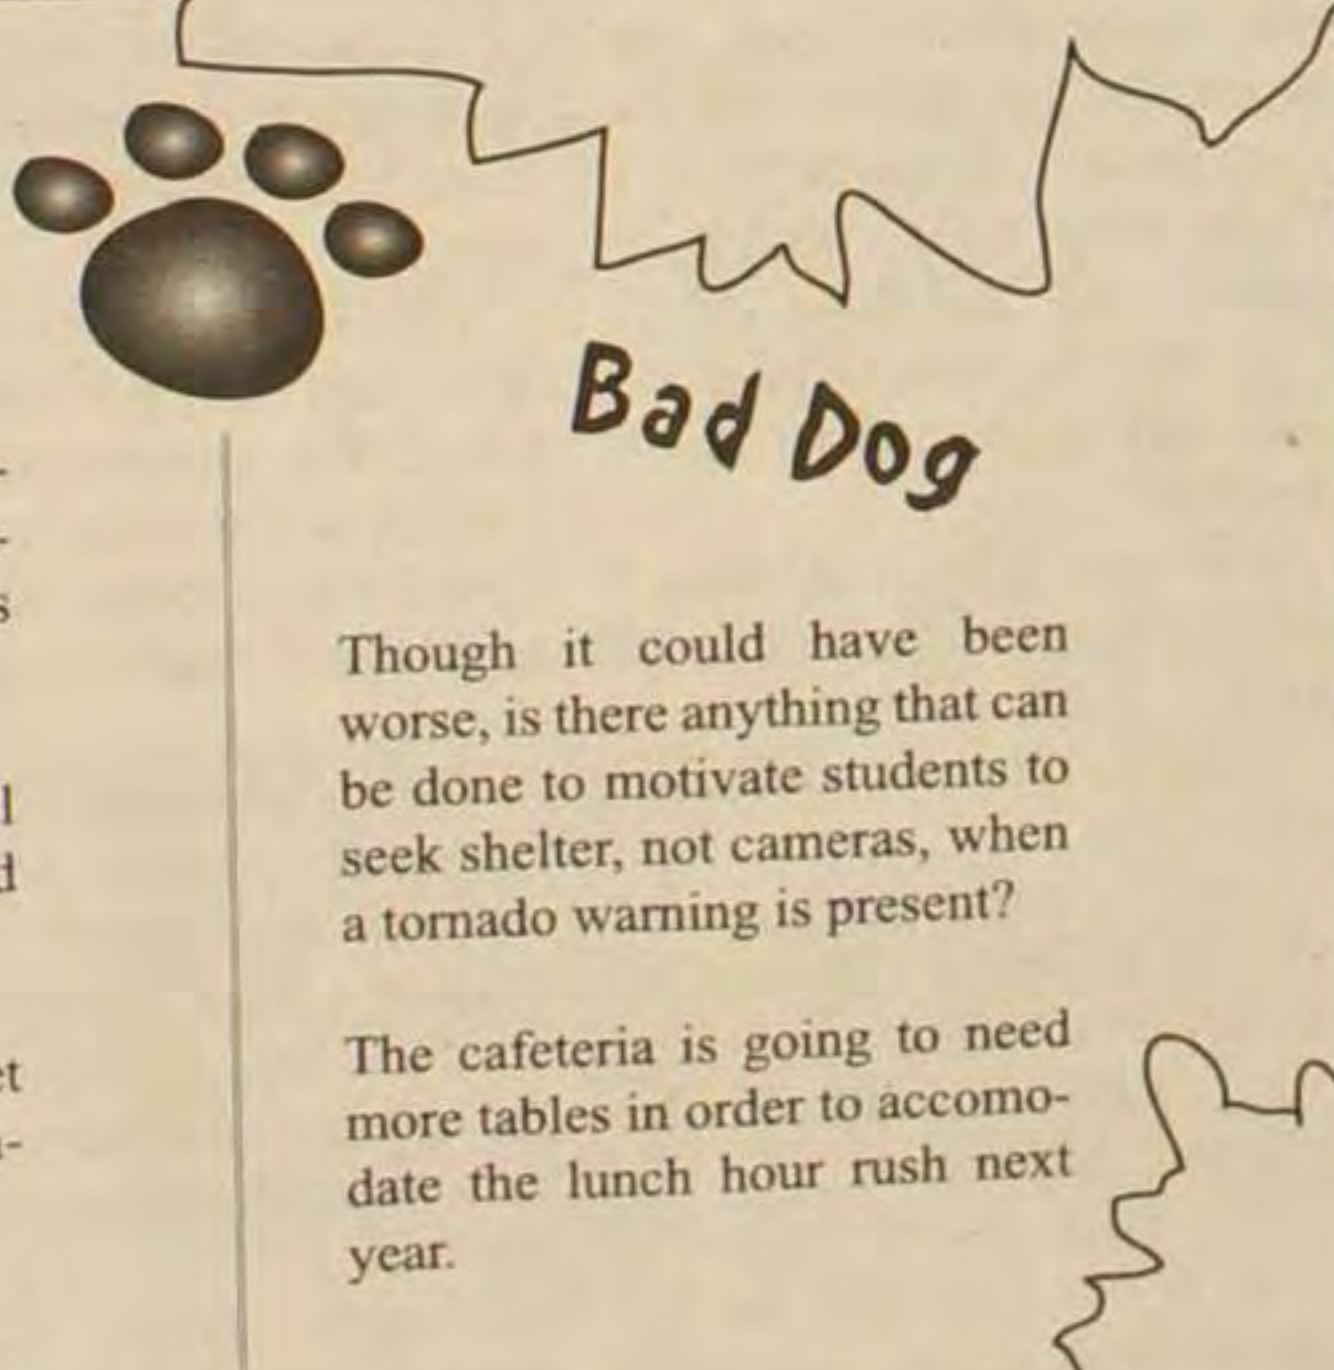 Bad Dog
Though it could have been
worse, is there anything that can
be done to motivate students to
seek shelter, not cameras, when
a tornado warning is present?
The cafeteria is going to need
more tables in order to accomo-
date the lunch hour rush next
year.